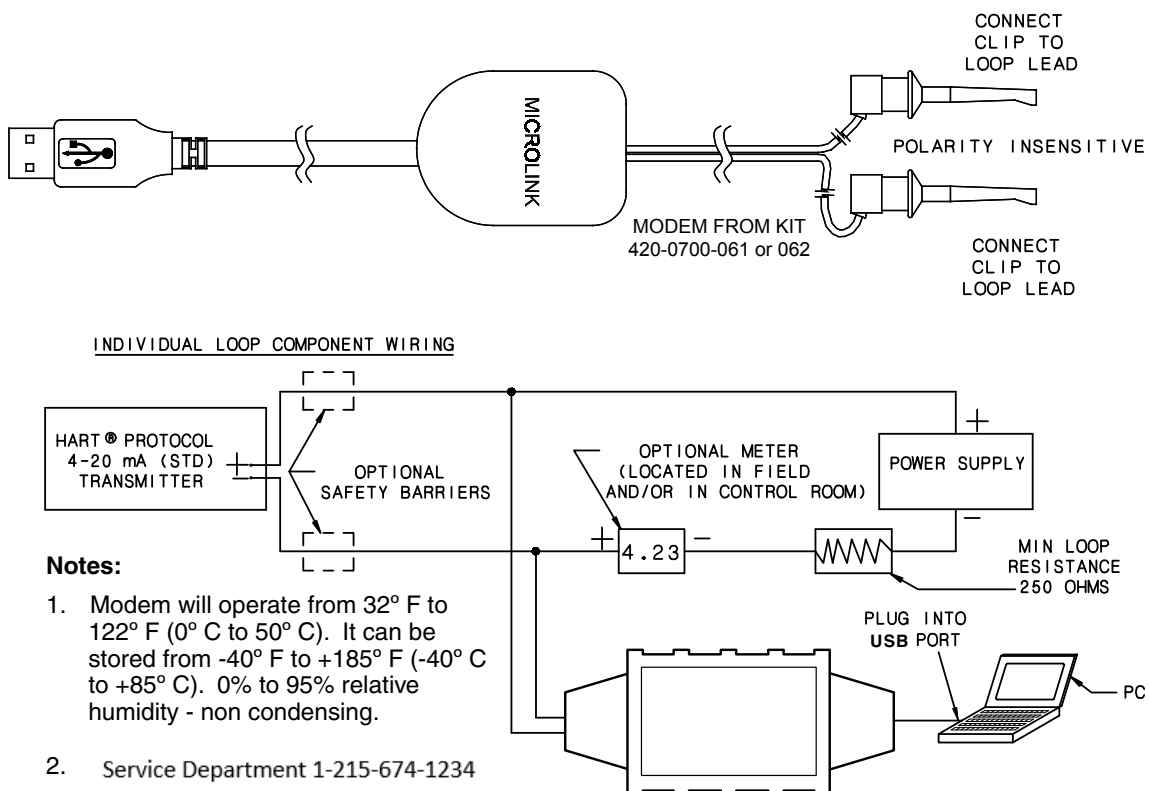 CONNECT
CLIP TO
LOOP LEAD
MICROLINK
POLARITY INSENSITIVE
MODEM FROM KIT
420-0700-061 or 062
CONNECT
CLIP TO
LOOP LEAD
INDIVIDUAL LOOP COMPONENT WIRING
HART® PROTOCOL
4-20 mA (STD)
TRANSMITTER
+
-
OPTIONAL
SAFETY BARRIERS
OPTIONAL METER
(LOCATED IN FIELD
AND/OR IN CONTROL ROOM)
+
4.23
-
+
POWER SUPPLY
-
MIN LOOP
RESISTANCE
250 OHMS
PLUG INTO
USB PORT
PC
Notes:
1. Modem will operate from 32° F to
122° F (0° C to 50° C). It can be
stored from -40° F to +185° F (-40° C
to +85° C). 0% to 95% relative
humidity - non condensing.
2. Service Department 1-215-674-1234